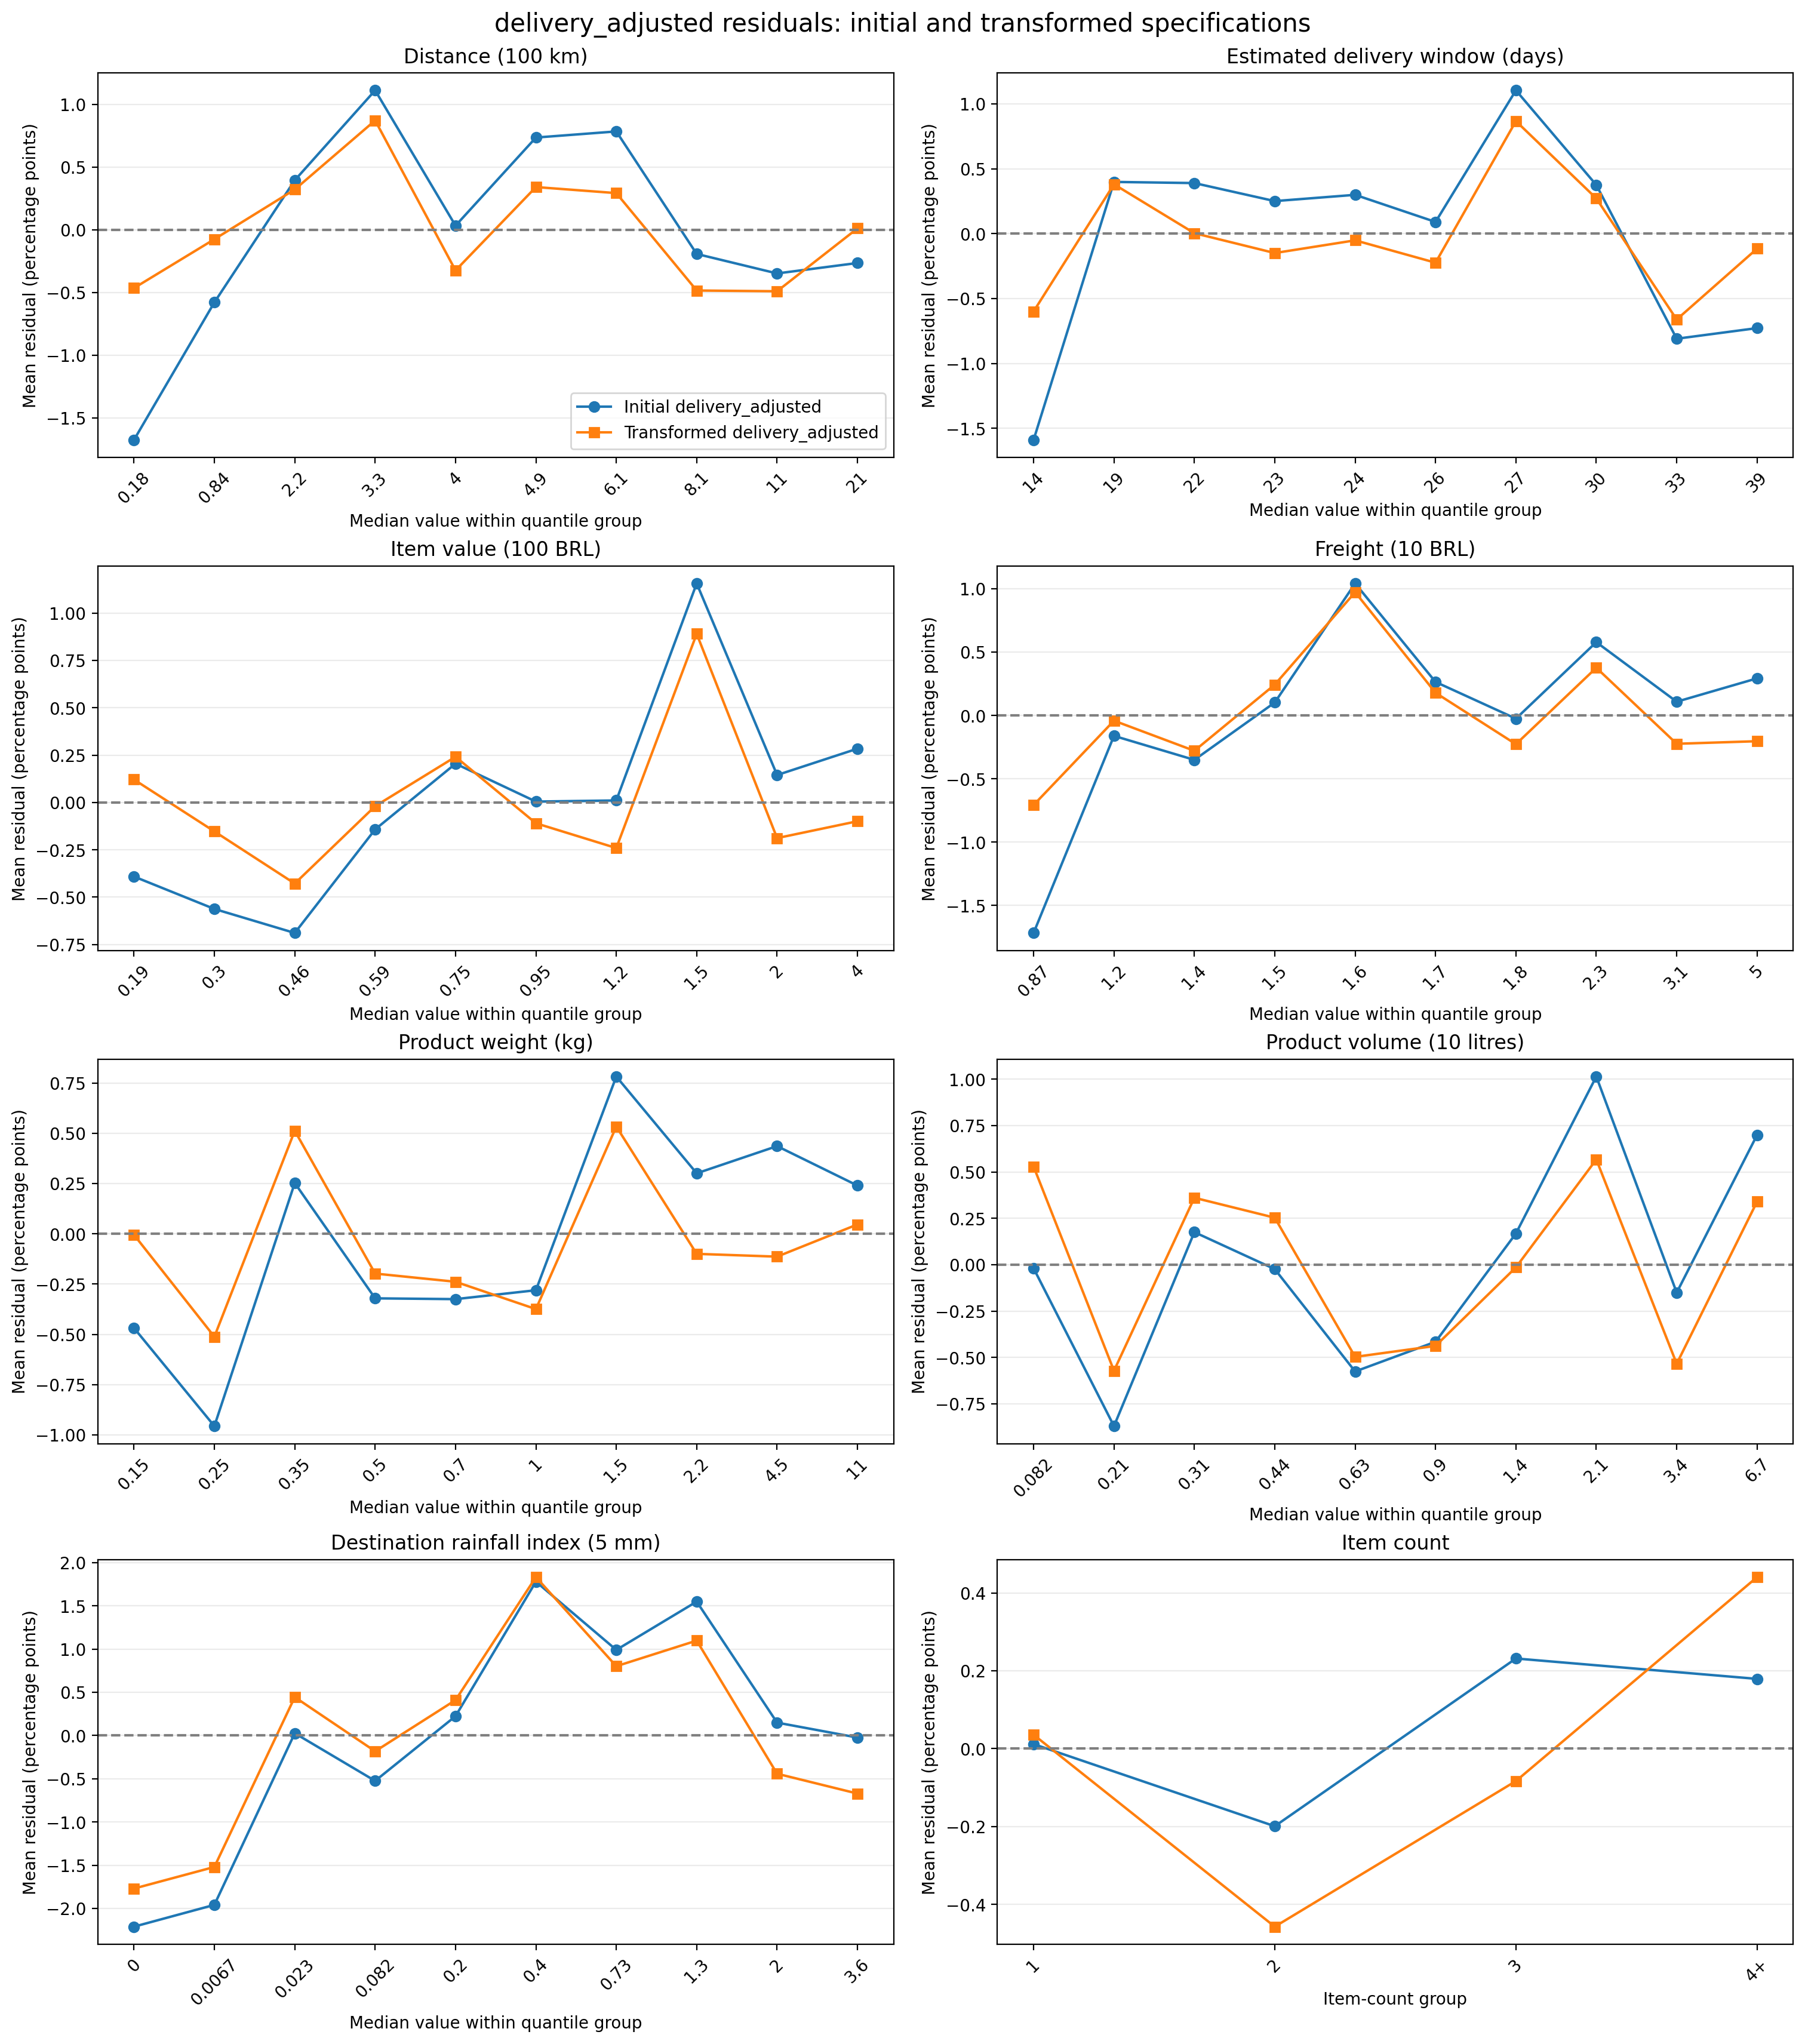 delivery_adjusted residuals: initial and transformed specifications
Distance (100 km)
Mean residual (percentage points)
1.0
0.5
0.0
−0.5
−1.0
−1.5
Initial delivery_adjusted
Transformed delivery_adjusted
0.18 0.84 2.2 3.3 4 4.9 6.1 8.1 11 21
Median value within quantile group
Estimated delivery window (days)
Mean residual (percentage points)
1.0
0.5
0.0
−0.5
−1.0
−1.5
14 19 22 23 24 26 27 30 33 39
Median value within quantile group
Item value (100 BRL)
Mean residual (percentage points)
1.00
0.75
0.50
0.25
0.00
−0.25
−0.50
−0.75
0.19 0.3 0.46 0.59 0.75 0.95 1.2 1.5 2 4
Median value within quantile group
Freight (10 BRL)
Mean residual (percentage points)
1.0
0.5
0.0
−0.5
−1.0
−1.5
0.87 1.2 1.4 1.5 1.6 1.7 1.8 2.3 3.1 5
Median value within quantile group
Product weight (kg)
Mean residual (percentage points)
0.75
0.50
0.25
0.00
−0.25
−0.50
−0.75
−1.00
0.15 0.25 0.35 0.5 0.7 1 1.5 2.2 4.5 11
Median value within quantile group
Product volume (10 litres)
Mean residual (percentage points)
1.00
0.75
0.50
0.25
0.00
−0.25
−0.50
−0.75
0.082 0.21 0.31 0.44 0.63 0.9 1.4 2.1 3.4 6.7
Median value within quantile group
Destination rainfall index (5 mm)
Mean residual (percentage points)
2.0
1.5
1.0
0.5
0.0
−0.5
−1.0
−1.5
−2.0
0 0.0067 0.023 0.082 0.2 0.4 0.73 1.3 2 3.6
Median value within quantile group
Item count
Mean residual (percentage points)
0.4
0.2
0.0
−0.2
−0.4
1 2 3 4+
Item-count group